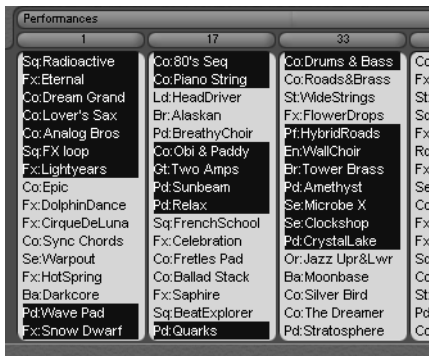 Performances
1
Sq:Radioactive
Fx:Eternal
Co:Dream Grand
Co:Lover's Sax
Co:Analog Bros
Sq:FX loop
Fx:Lightyears
Co:Epic
Fx:DolphinDance
Fx:CirqueDeLuna
Co:Sync Chords
Se:Warpout
Fx:HotSpring
Ba:Darkcore
Pd:Wave Pad
Fx:Snow Dwarf
17
Co:80's Seq
Co:Piano String
Ld:HeadDriver
Br:Alaskan
Pd:BreathyChoir
Co:Obi & Paddy
Gt:Two Amps
Pd:Sunbeam
Pd:Relax
Sq:FrenchSchool
Fx:Celebration
Co:Fretles Pad
Co:Ballad Stack
Fx:Saphire
Sq:BeatExplorer
Pd:Quarks
33
Co:Drums & Bass
Co:Roads&Brass
St:WideStrings
Fx:FlowerDrops
Pf:HybridRoads
En:WallChoir
Br:Tower Brass
Pd:Amethyst
Se:Microbe X
Se:Clockshop
Pd:CrystalLake
Or:Jazz Upr&Lwr
Ba:Moonbase
Co:Silver Bird
Co:The Dreamer
Pd:Stratosphere